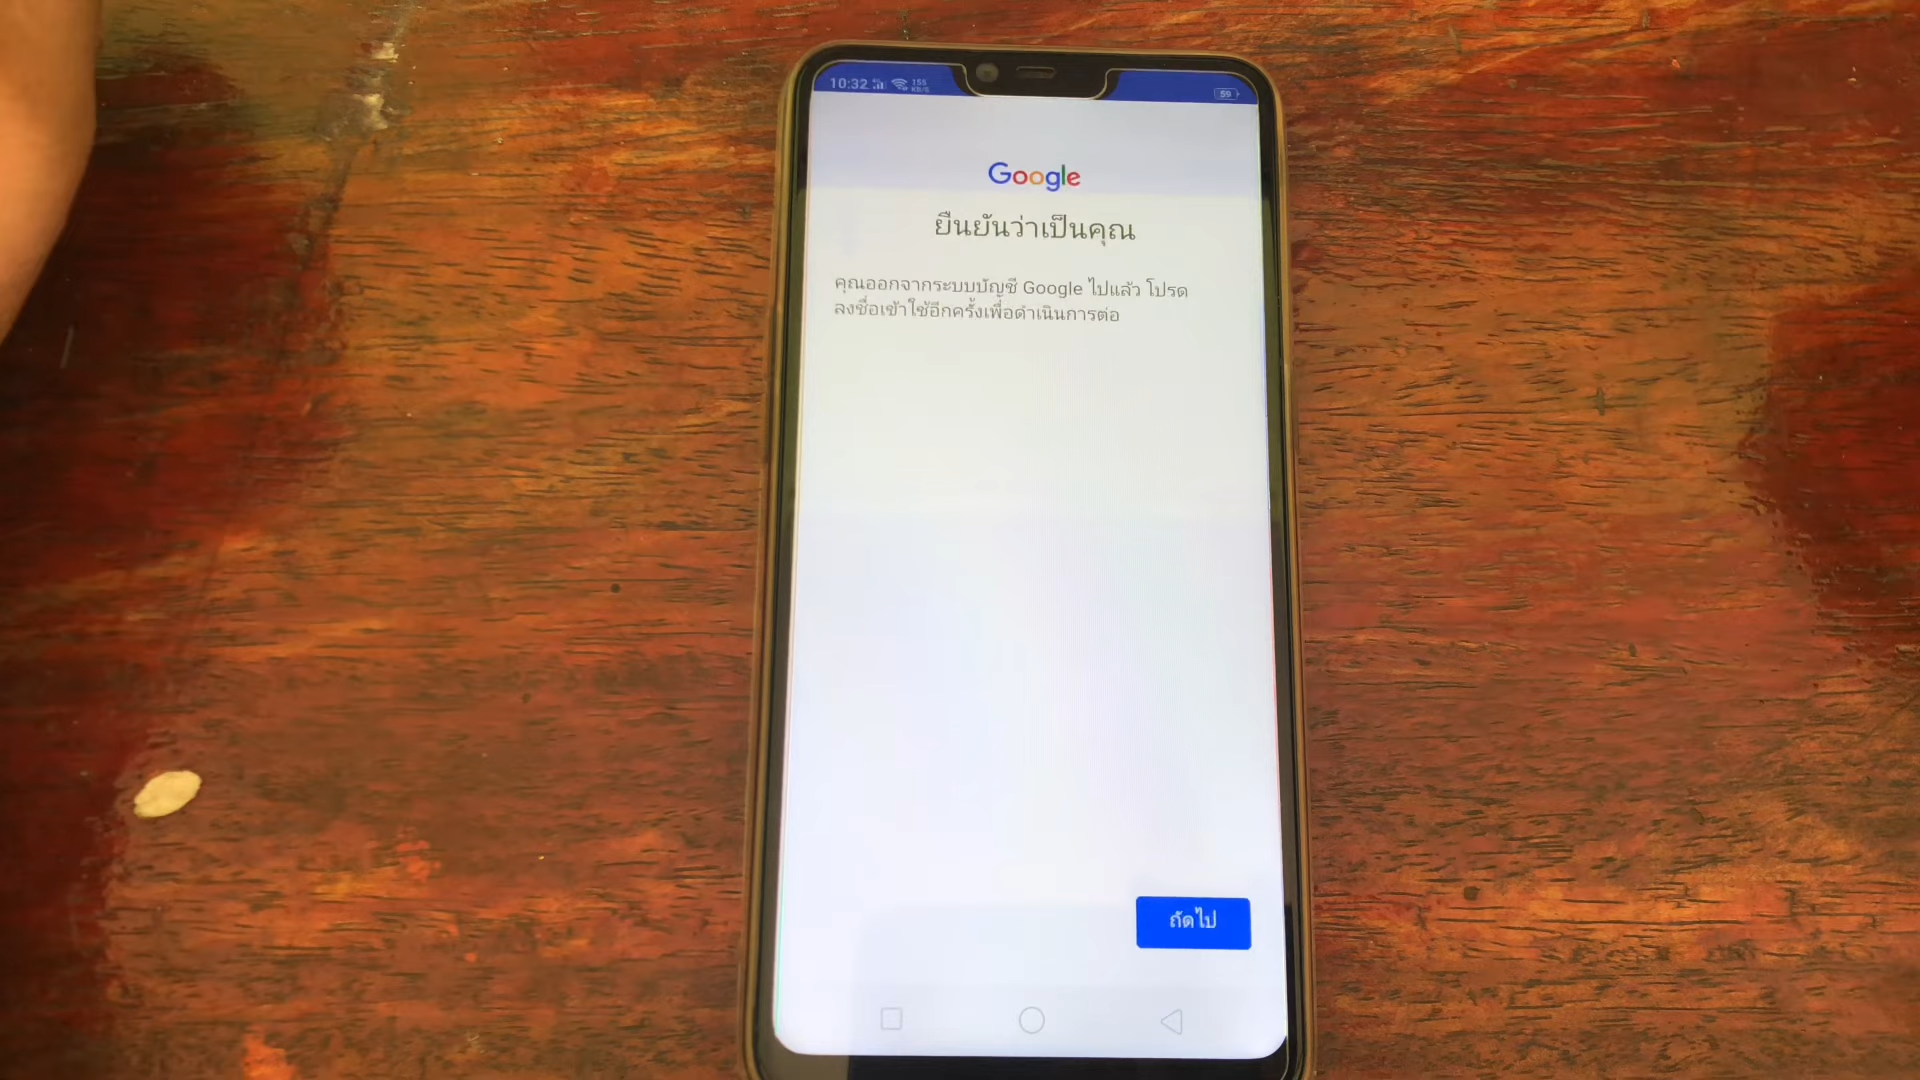 10:32 155 KB/S 59
Google
ยืนยันว่าเป็นคุณ
คุณออกจากระบบบัญชี Google ไปแล้ว โปรด
ลงชื่อเข้าใช้อีกครั้งเพื่อดำเนินการต่อ
ถัดไป